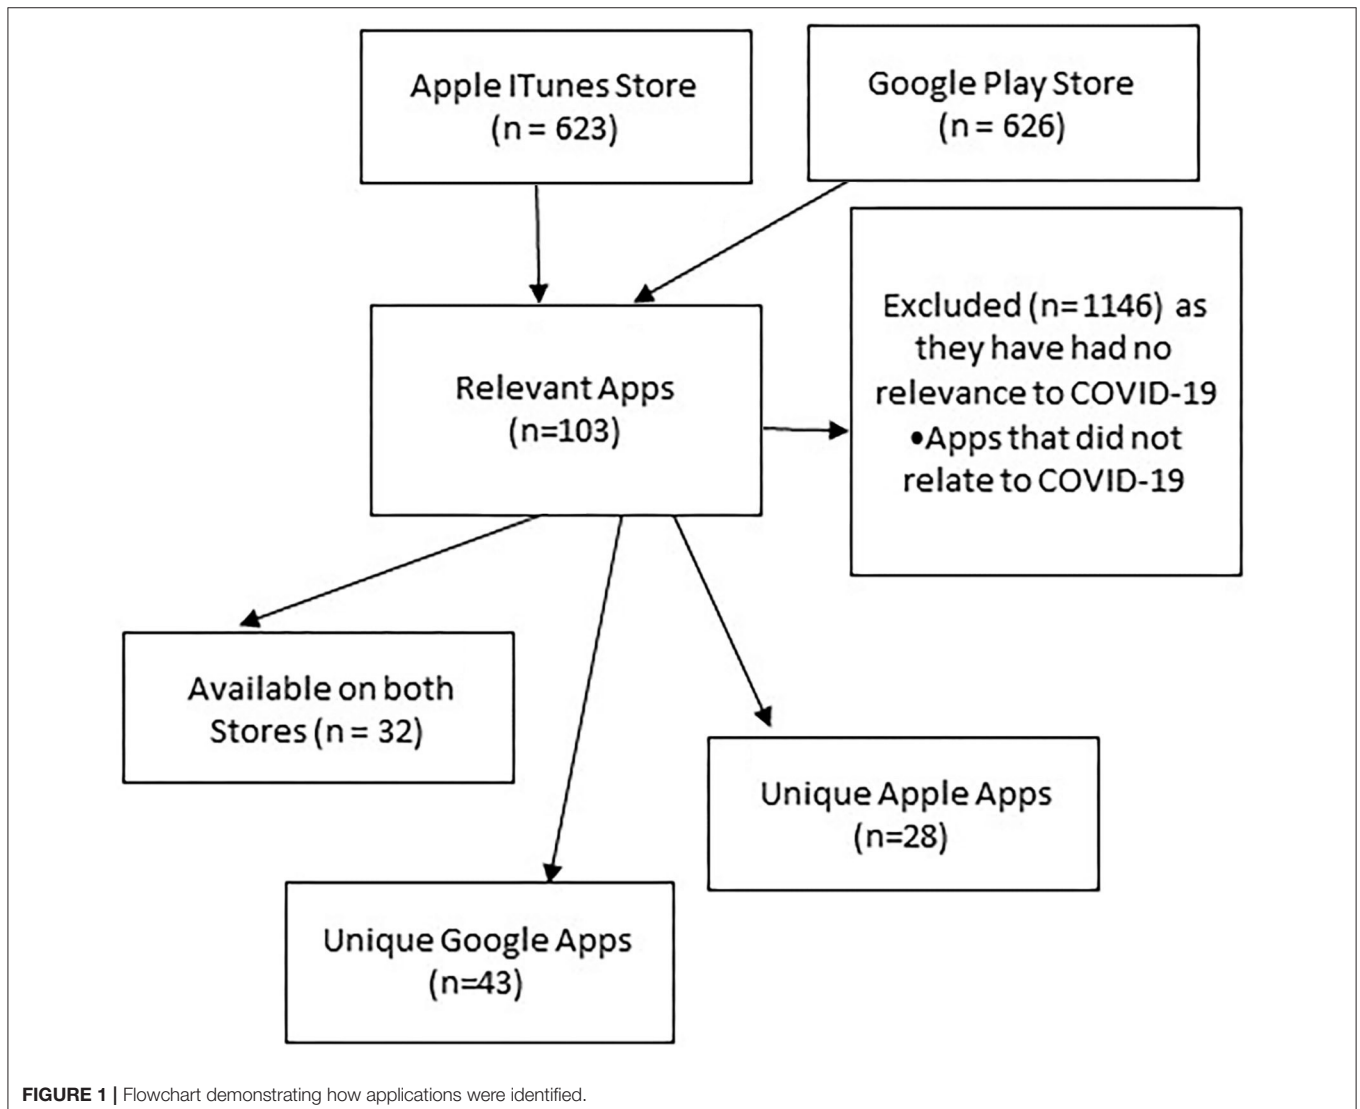 Apple ITunes Store
(n = 623)
Google Play Store
(n = 626)
Excluded (n=1146) as
they have had no
relevance to COVID-19
•Apps that did not
relate to COVID-19
Relevant Apps
(n=103)
Available on both
Stores (n = 32)
Unique Apple Apps
(n=28)
Unique Google Apps
(n=43)
FIGURE 1 | Flowchart demonstrating how applications were identified.